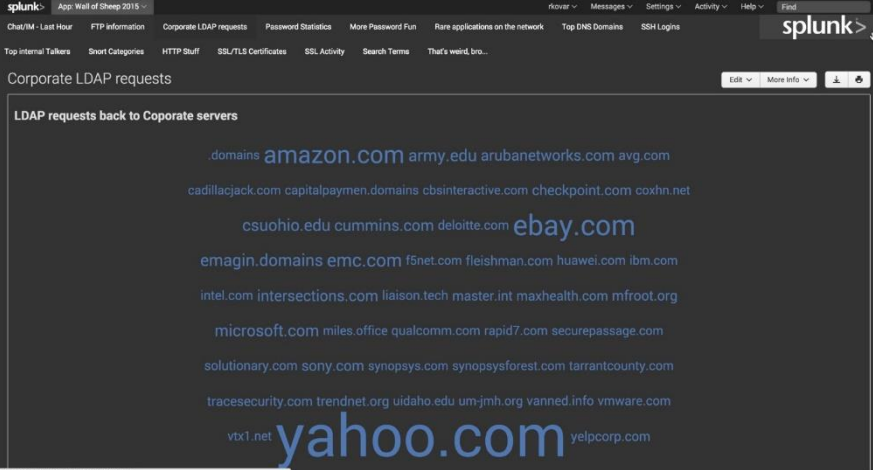 splunk> App: Wall of Sheep 2015 rkovar Messages Settings Activity Help Find
Chat/IM - Last Hour FTP information Corporate LDAP requests Password Statistics More Password Fun Rare applications on the network Top DNS Domains SSH Logins splunk>
Top internal Talkers Snort Categories HTTP Stuff SSL/TLS Certificates SSL Activity Search Terms That's weird, bro...
Corporate LDAP requests Edit More Info
LDAP requests back to Coporate servers
.domains amazon.com army.edu arubanetworks.com avg.com
cadillacjack.com capitalpaymen.domains cbsinteractive.com checkpoint.com coxhn.net
csuohio.edu cummins.com deloitte.com ebay.com
emagin.domains emc.com f5net.com fleishman.com huawei.com ibm.com
intel.com intersections.com liaison.tech master.int maxhealth.com mfroot.org
microsoft.com miles.office qualcomm.com rapid7.com securepassage.com
solutionary.com sony.com synopsys.com synopsysforest.com tarrantcounty.com
tracesecurity.com trendnet.org uidaho.edu um-jmh.org vanned.info vmware.com
vtx1.net yahoo.com yelpcorp.com